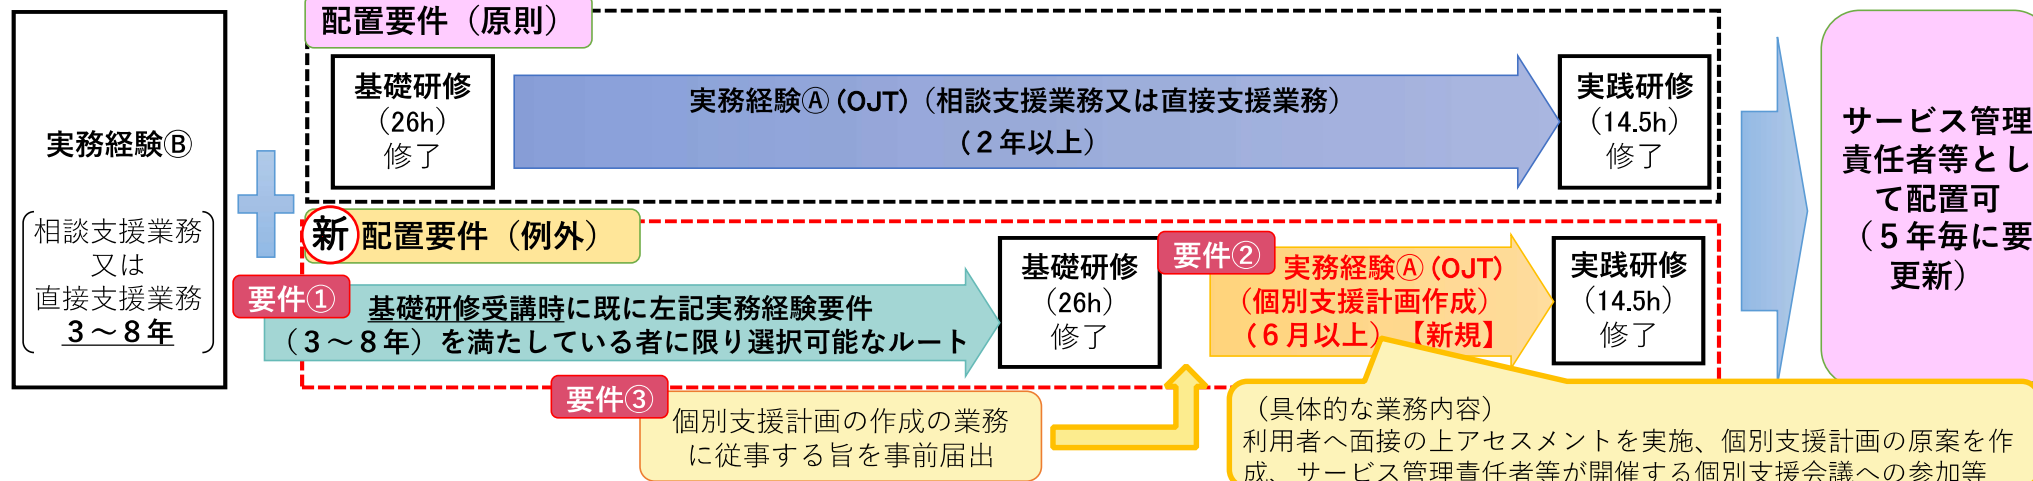 実務経験Ⓑ
相談支援業務
又は
直接支援業務
３～８年
配置要件（原則）
基礎研修
（26h）
修了
実務経験Ⓐ（OJT）（相談支援業務又は直接支援業務）
（２年以上）
実践研修
（14.5h）
修了
新 配置要件（例外）
要件①
基礎研修受講時に既に左記実務経験要件
（３～８年）を満たしている者に限り選択可能なルート
基礎研修
（26h）
修了
要件②
実務経験Ⓐ（OJT）
（個別支援計画作成）
（６月以上）【新規】
実践研修
（14.5h）
修了
要件③
個別支援計画の作成の業務
に従事する旨を事前届出
（具体的な業務内容）
利用者へ面接の上アセスメントを実施、個別支援計画の原案を作
成、サービス管理責任者等が開催する個別支援会議への参加等
サービス管理
責任者等とし
て配置可
（５年毎に要
更新）